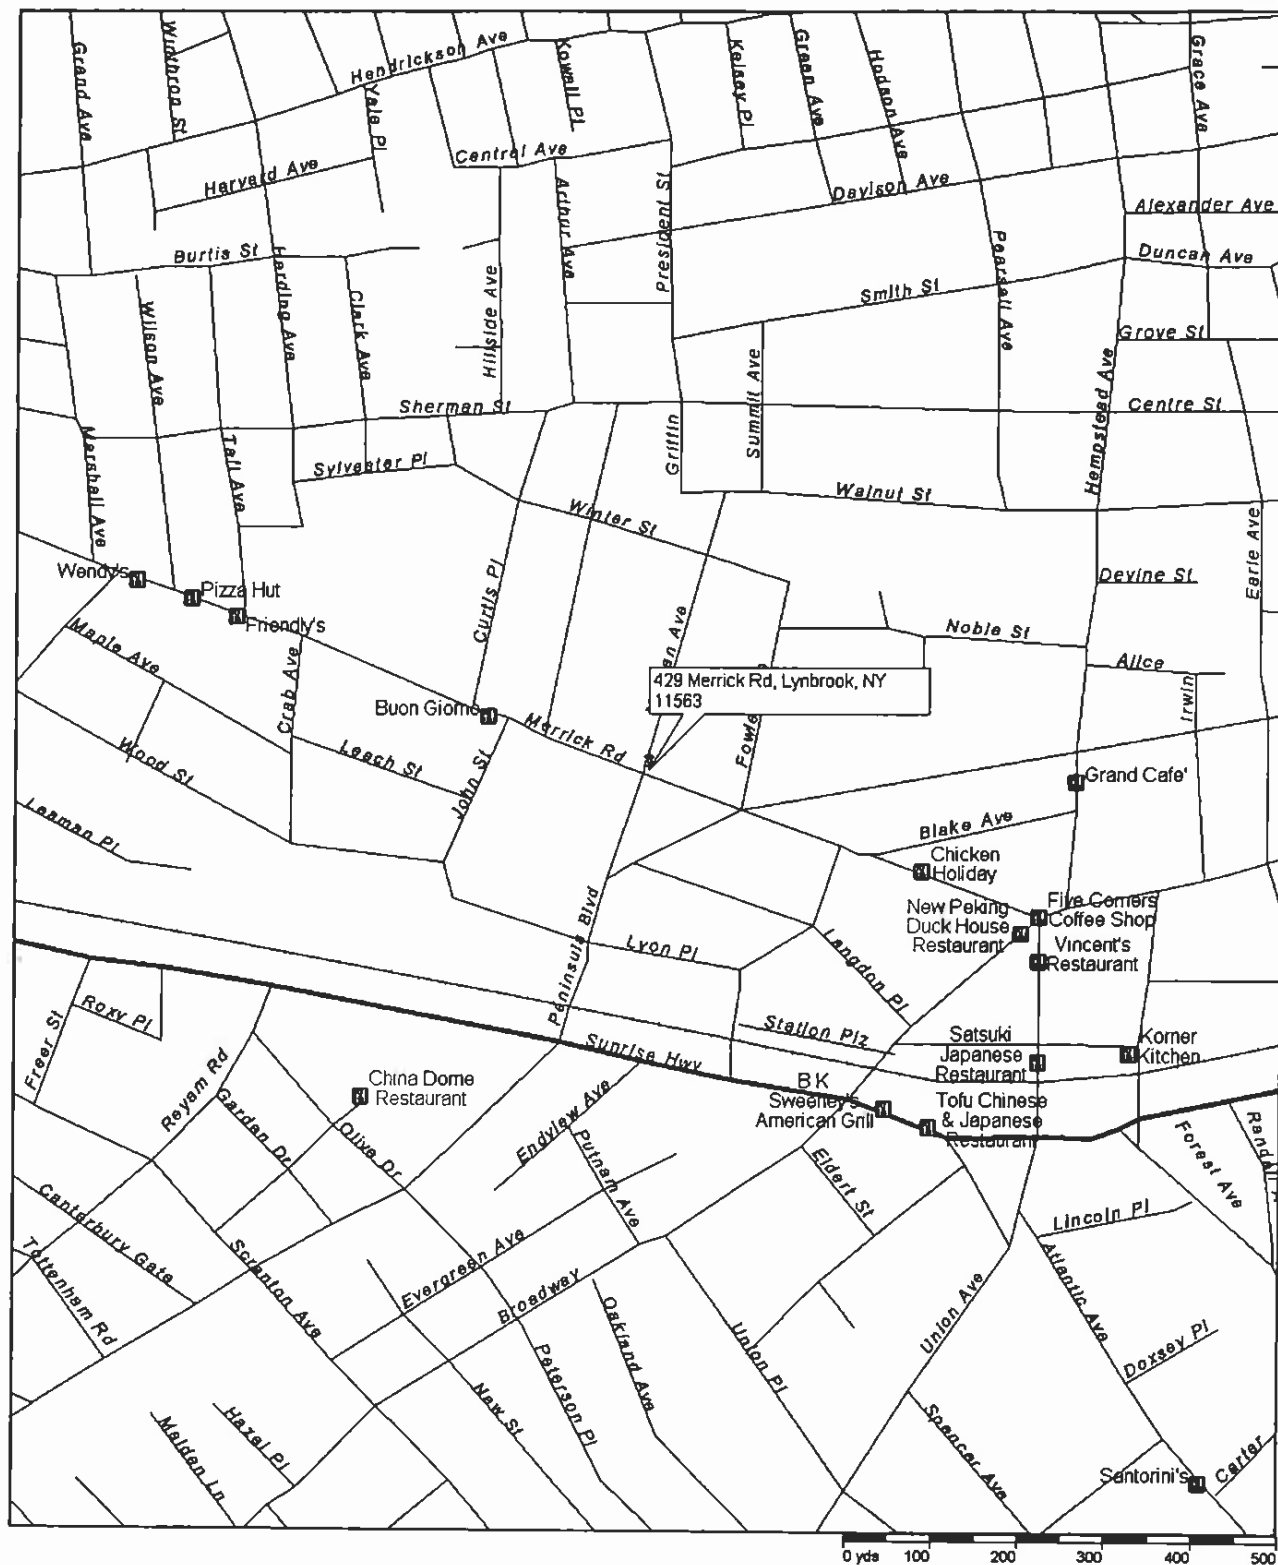 Grand Ave
Winthron St
Hendrickson Ave
Yale Pl
Kowall Pl
Kelsey Pl
Green Ave
Hodson Ave
Grace Ave
Harvard Ave
Central Ave
Arthur Ave
President St
Davison Ave
Alexander Ave
Burtis St
Harding Ave
Pearsall Ave
Duncan Ave
Wilson Ave
Clark Ave
Hillside Ave
Smith St
Grove St
Summit Ave
Hempstead Ave
Sherman St
Centre St
Marshall Ave
Taft Ave
Sylvester Pl
Griffin
Walnut St
Winter St
Earle Ave
Wendy's
Pizza Hut
Friendly's
Curtis Pl
Devine St
Maple Ave
Crab Ave
an Ave
Noble St
Alice
429 Merrick Rd, Lynbrook, NY
11563
Irwin
Buon Giorno
Merrick Rd
Fowle
Wood St
Leech St
John St
Grand Cafe'
Leaman Pl
Blake Ave
Chicken
Holiday
New Peking
Duck House
Restaurant
Five Corners
Coffee Shop
Vincent's
Restaurant
Peninsula Blvd
Lyon Pl
Langdon Pl
Roxy Pl
Freer St
Station Plz
Satsuki
Japanese
Restaurant
Korner
Kitchen
Sunrise Hwy
Reyam Rd
China Dome
Restaurant
BK
Sweeney's
American Grill
Tofu Chinese
& Japanese
Restaurant
Garden Dr
Olive Dr
Endview Ave
Putnam Ave
Eldert St
Forest Ave
Randall
Canterbury Gate
Lincoln Pl
Tottenham Rd
Scranton Ave
Evergreen Ave
Broadway
Atlantic Ave
Union Ave
Oakland Ave
Union Pl
Peterson Pl
New St
Doxsey Pl
Hazel Pl
Malden Ln
Spencer Ave
Santorini's
Carter
0 yds 100 200 300 400 500